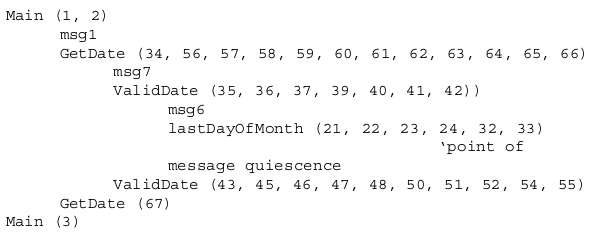 Main (1, 2)
msg1
GetDate (34, 56, 57, 58, 59, 60, 61, 62, 63, 64, 65, 66)
msg7
ValidDate (35, 36, 37, 39, 40, 41, 42))
msg6
lastDayOfMonth (21, 22, 23, 24, 32, 33)
‘point of
message quiescence
ValidDate (43, 45, 46, 47, 48, 50, 51, 52, 54, 55)
GetDate (67)
Main (3)